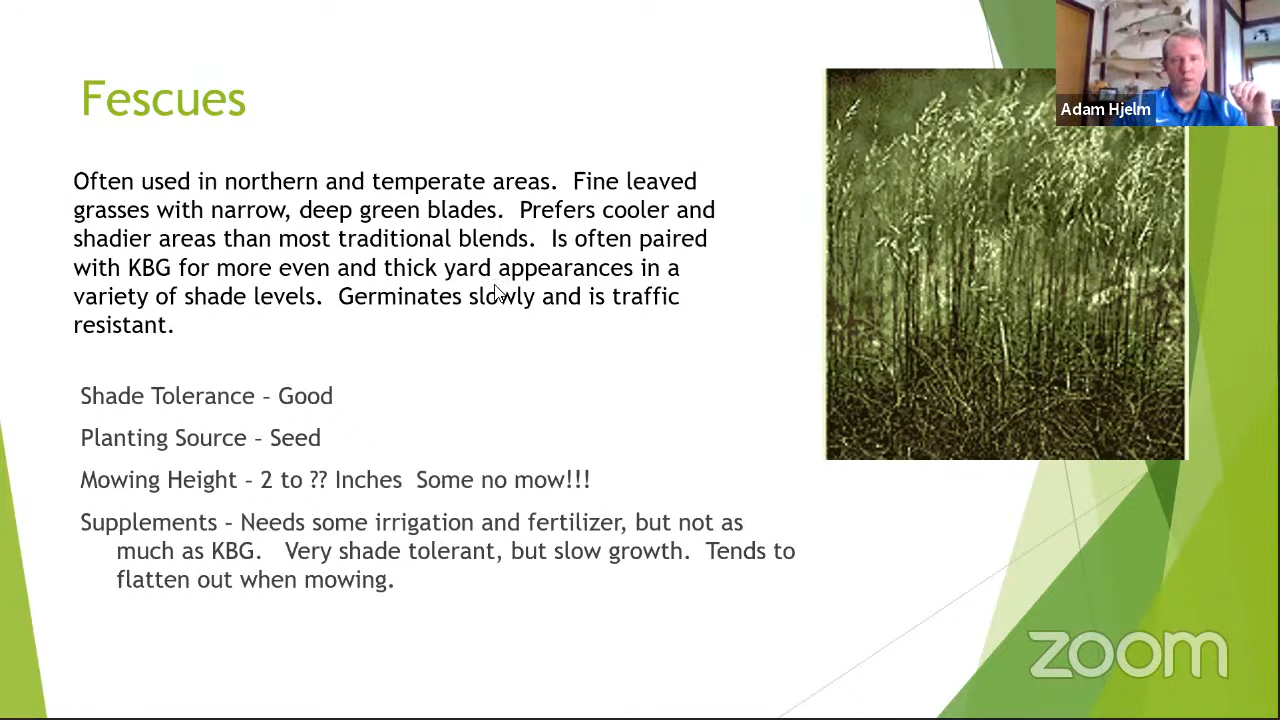 Fescues
Adam Hjelm
Often used in northern and temperate areas.  Fine leaved
grasses with narrow, deep green blades.  Prefers cooler and
shadier areas than most traditional blends.  Is often paired
with KBG for more even and thick yard appearances in a
variety of shade levels.  Germinates slowly and is traffic
resistant.
Shade Tolerance – Good
Planting Source – Seed
Mowing Height – 2 to ?? Inches  Some no mow!!!
Supplements – Needs some irrigation and fertilizer, but not as
much as KBG.   Very shade tolerant, but slow growth.  Tends to
flatten out when mowing.
zoom